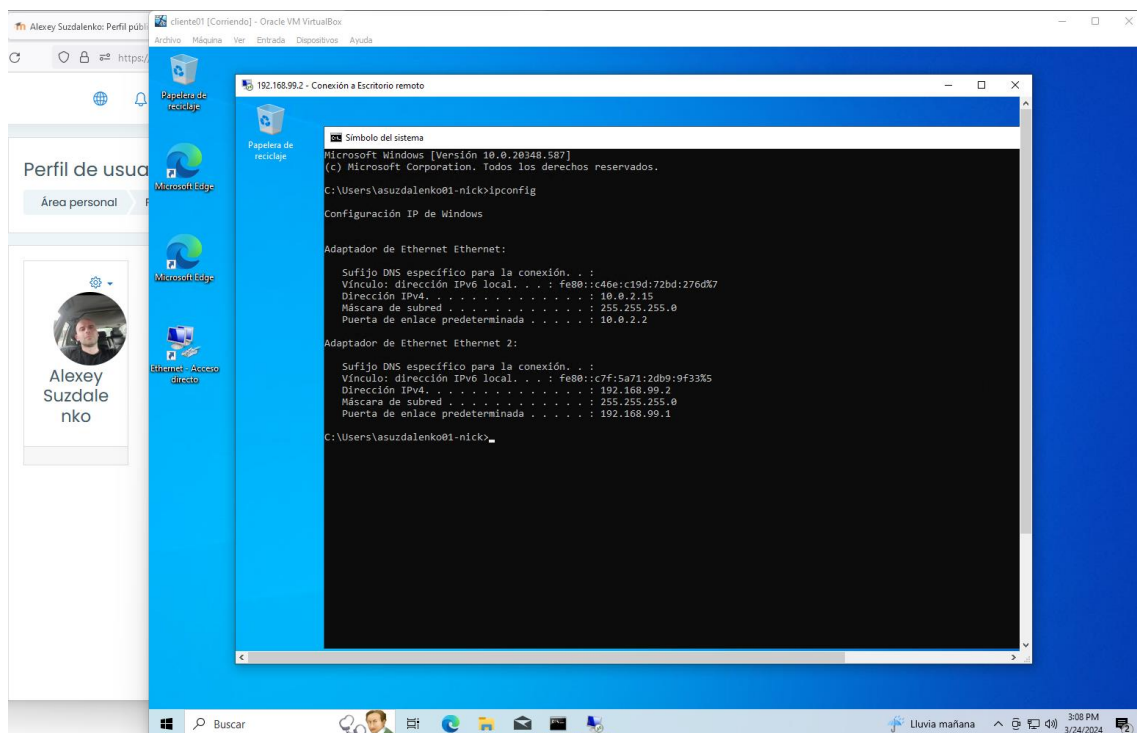 Alexey Suzdalenko: Perfil públi
https:/
Perfil de usua
Área personal
Alexey
Suzdale
nko
cliente01 [Corriendo] - Oracle VM VirtualBox
Archivo Máquina Ver Entrada Dispositivos Ayuda
Papelera de
reciclaje
Microsoft Edge
Microsoft Edge
Ethernet - Acceso
directo
192.168.99.2 - Conexión a Escritorio remoto
Papelera de
reciclaje
Símbolo del sistema
Microsoft Windows [Versión 10.0.20348.587]
(c) Microsoft Corporation. Todos los derechos reservados.
C:\Users\asuzdalenko01-nick>ipconfig
Configuración IP de Windows
Adaptador de Ethernet Ethernet:
Sufijo DNS específico para la conexión. . :
Vínculo: dirección IPv6 local. . . : fe80::c46e:c19d:72bd:276d%7
Dirección IPv4. . . . . . . . . . . . . . : 10.0.2.15
Máscara de subred . . . . . . . . . . . . : 255.255.255.0
Puerta de enlace predeterminada . . . . . : 10.0.2.2
Adaptador de Ethernet Ethernet 2:
Sufijo DNS específico para la conexión. . :
Vínculo: dirección IPv6 local. . . : fe80::c7f:5a71:2db9:9f33%5
Dirección IPv4. . . . . . . . . . . . . . : 192.168.99.2
Máscara de subred . . . . . . . . . . . . : 255.255.255.0
Puerta de enlace predeterminada . . . . . : 192.168.99.1
C:\Users\asuzdalenko01-nick>
Buscar
Lluvia mañana
3:08 PM
3/24/2024
2